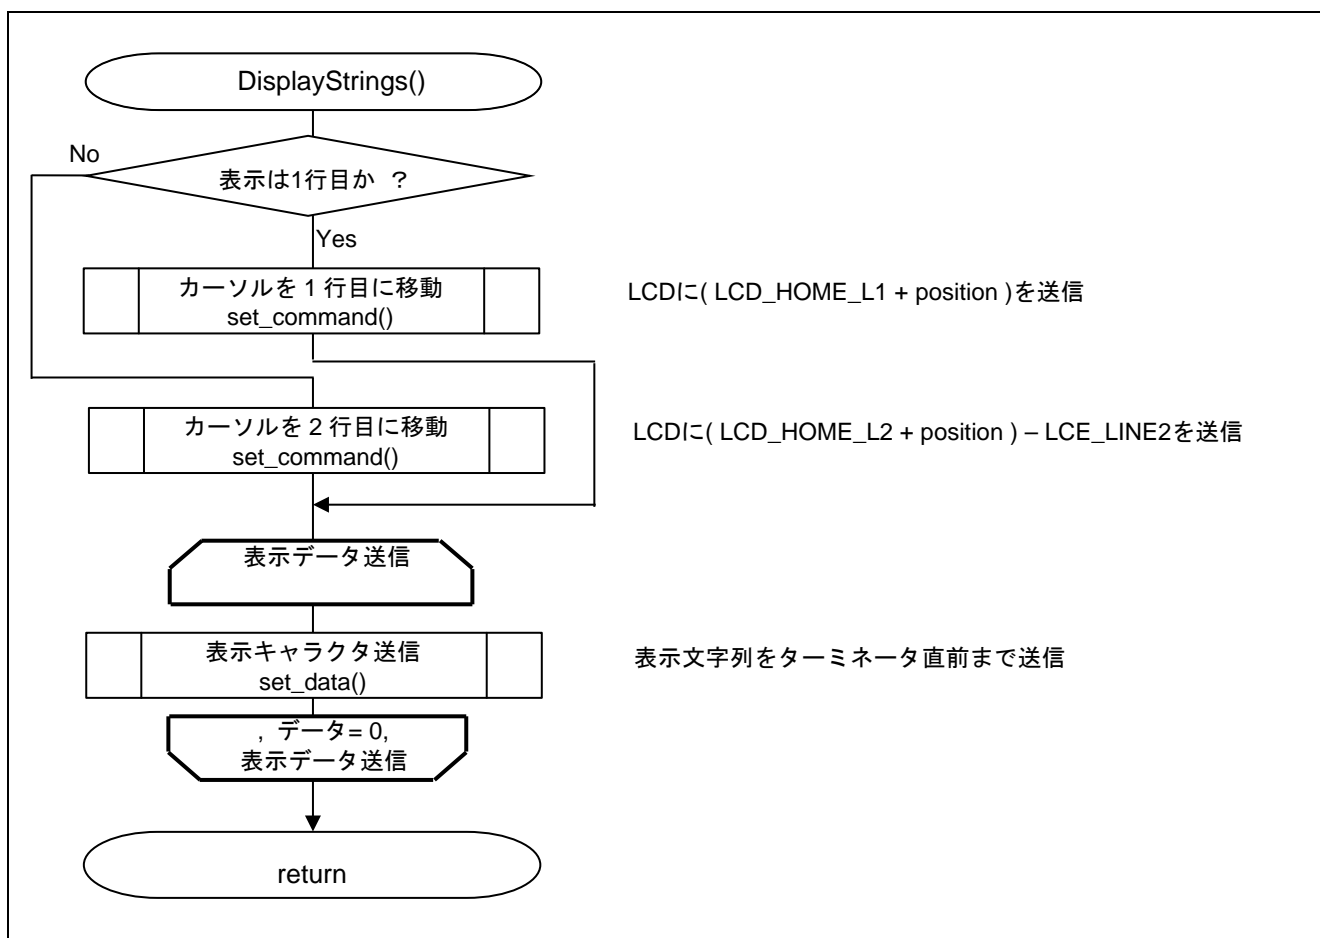 DisplayStrings()
No
表示は1行目か ？
Yes
カーソルを１行目に移動
set_command()
LCDに( LCD_HOME_L1 + position )を送信
カーソルを２行目に移動
set_command()
LCDに( LCD_HOME_L2 + position ) – LCE_LINE2を送信
表示データ送信
表示キャラクタ送信
set_data()
表示文字列をターミネータ直前まで送信
, データ= 0,
表示データ送信
return